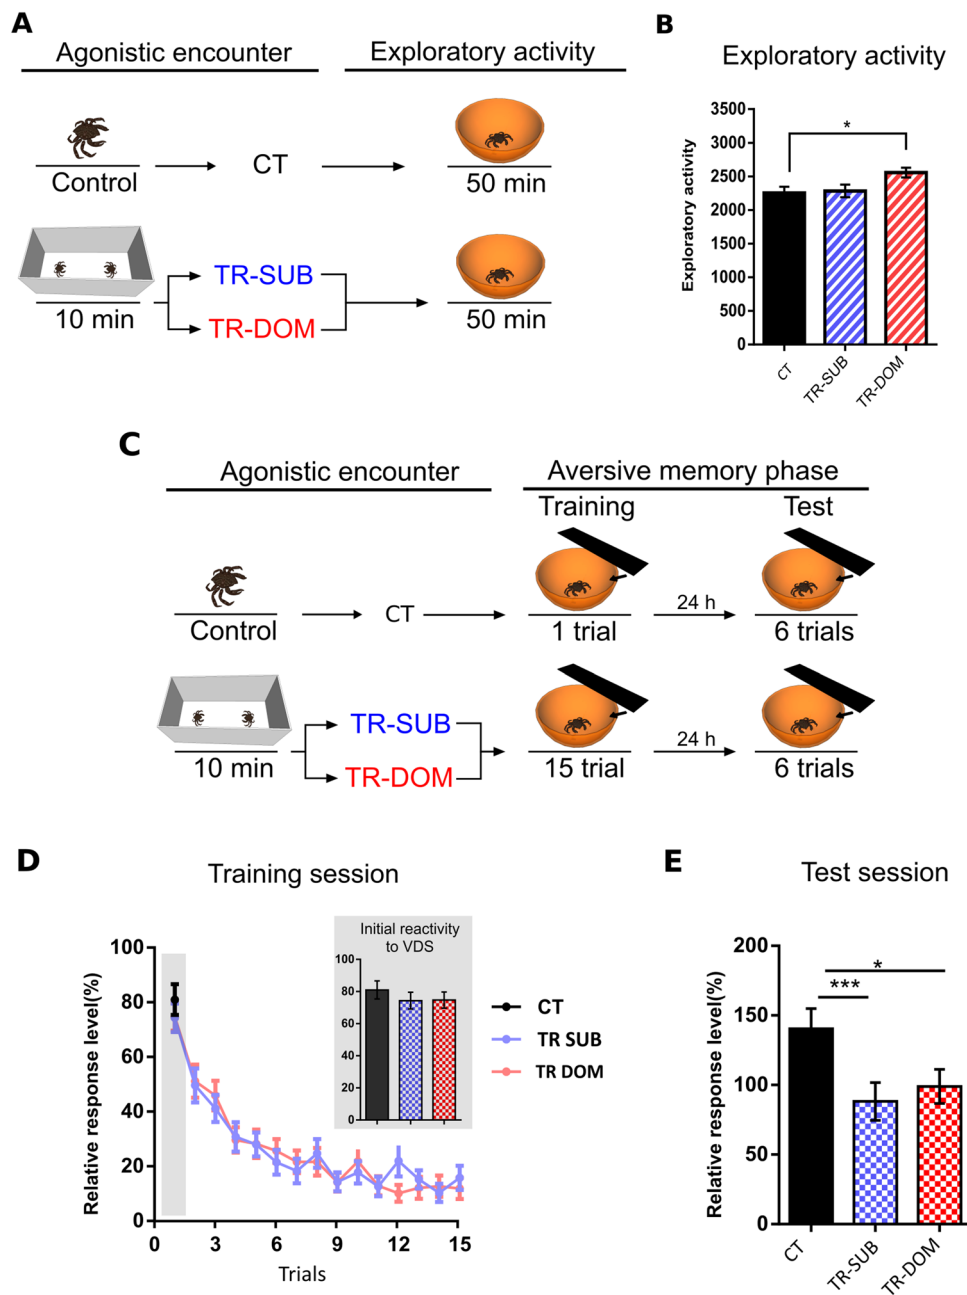 A
Agonistic encounter
Exploratory activity
Control
CT
50 min
10 min
TR-SUB
TR-DOM
50 min
B
Exploratory activity
Exploratory activity
3500
3000
2500
2000
1500
1000
500
0
*
CT
TR-SUB
TR-DOM
C
Agonistic encounter
Aversive memory phase
Training
Test
Control
CT
1 trial
24 h
6 trials
10 min
TR-SUB
TR-DOM
15 trial
24 h
6 trials
D
Training session
Relative response level(%)
100
80
60
40
20
0
0 3 6 9 12 15
Trials
Initial reactivity
to VDS
100
80
60
40
80
0
CT
TR SUB
TR DOM
E
Test session
Relative response level(%)
200
150
100
50
0
*
***
CT
TR-SUB
TR-DOM